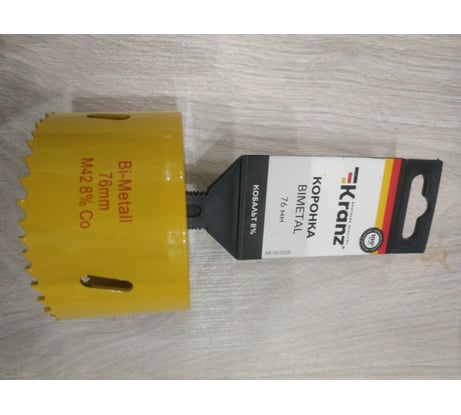 Bi-Metall
76mm
M42 8% Co
Kranz®
КОРОНКА
BIMETAL
76 мм
КОБАЛЬТ 8%